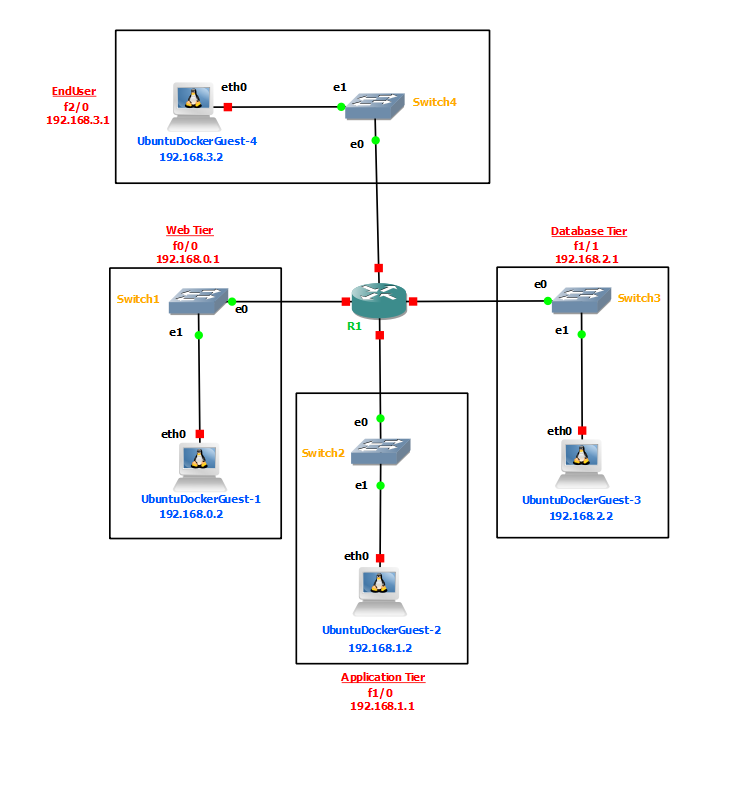 EndUser
f2/0
192.168.3.1
eth0
e1
Switch4
UbuntuDockerGuest-4
192.168.3.2
e0
Web Tier
f0/0
192.168.0.1
Database Tier
f1/1
192.168.2.1
Switch1
e0
e1
R1
e0
Switch3
e1
eth0
UbuntuDockerGuest-1
192.168.0.2
e0
Switch2
e1
eth0
UbuntuDockerGuest-2
192.168.1.2
eth0
UbuntuDockerGuest-3
192.168.2.2
Application Tier
f1/0
192.168.1.1